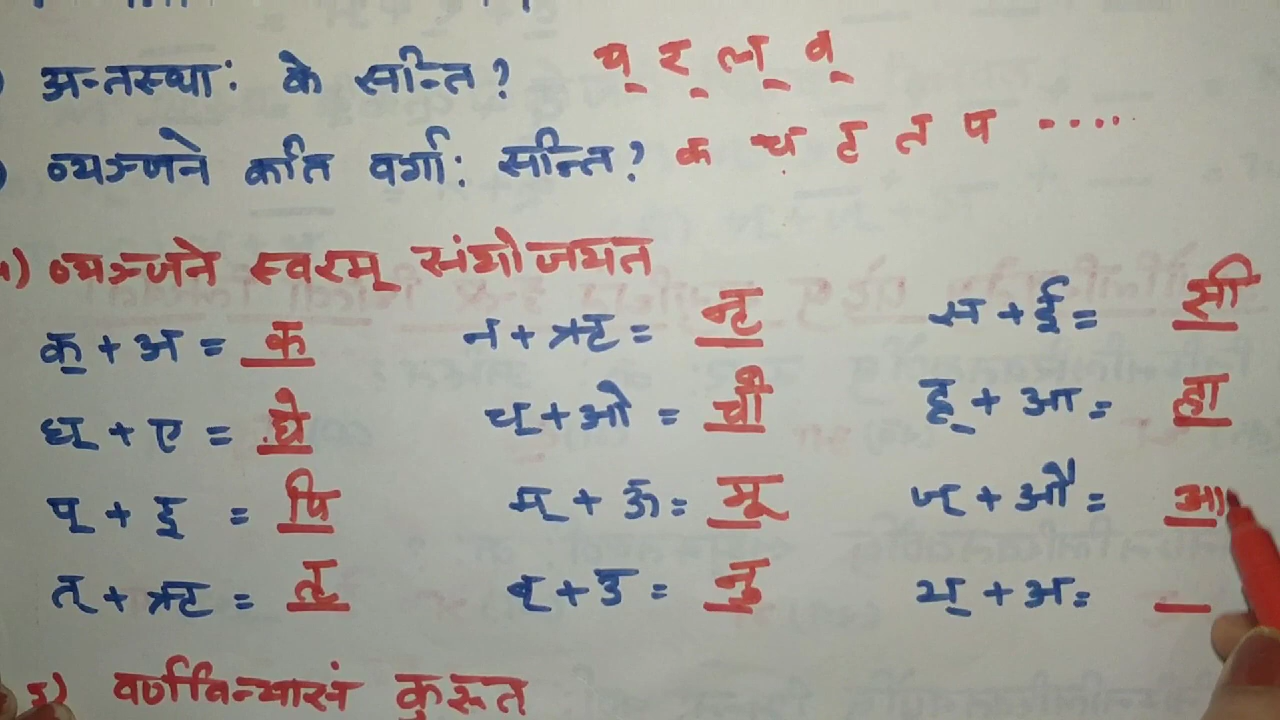 अन्तस्थाः के सन्ति? य् र् ल् व्
व्यञ्जने कति वर्गाः सन्ति? क च ट त प ....
व्यञ्जने स्वरम् संयोजयत
क् + अ = क न + ऋ = नृ स + ई = सी
ध् + ए = धे च् + ओ = चो ह् + आ = हा
प् + इ = पि म् + ऊ = मू ज् + औ =
त् + ऋ = तृ + उ = भ् + अ =
वर्णविन्यासं कुरूत